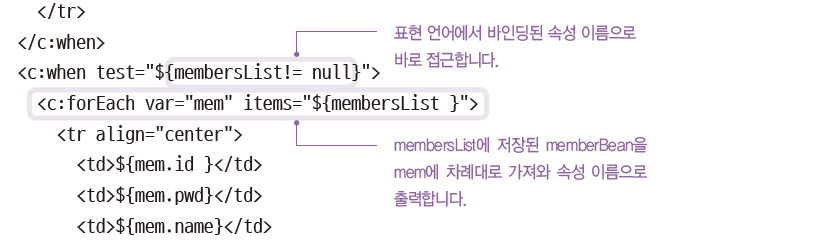 </tr>
</c:when>
<c:when test="${membersList!= null}">
<c:forEach var="mem" items="${membersList }">
<tr align="center">
<td>${mem.id }</td>
<td>${mem.pwd}</td>
<td>${mem.name}</td>
표현 언어에서 바인딩된 속성 이름으로
바로 접근합니다.
membersList에 저장된 memberBean을
mem에 차례대로 가져와 속성 이름으로
출력합니다.